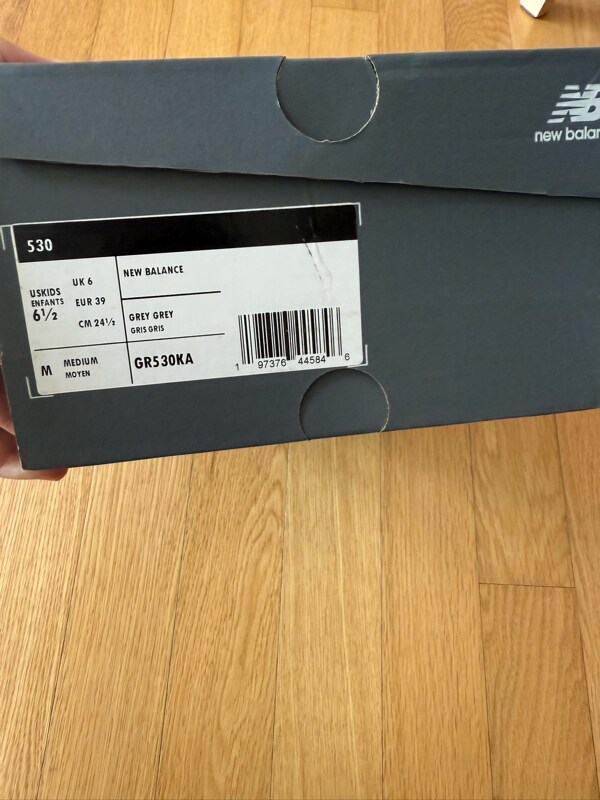 new balan
530
USKIDS
ENFANTS
6½
UK 6
EUR 39
CM 24½
NEW BALANCE
GREY GREY
GRIS GRIS
M
MEDIUM
MOYEN
GR530KA
1 97376 44584 6